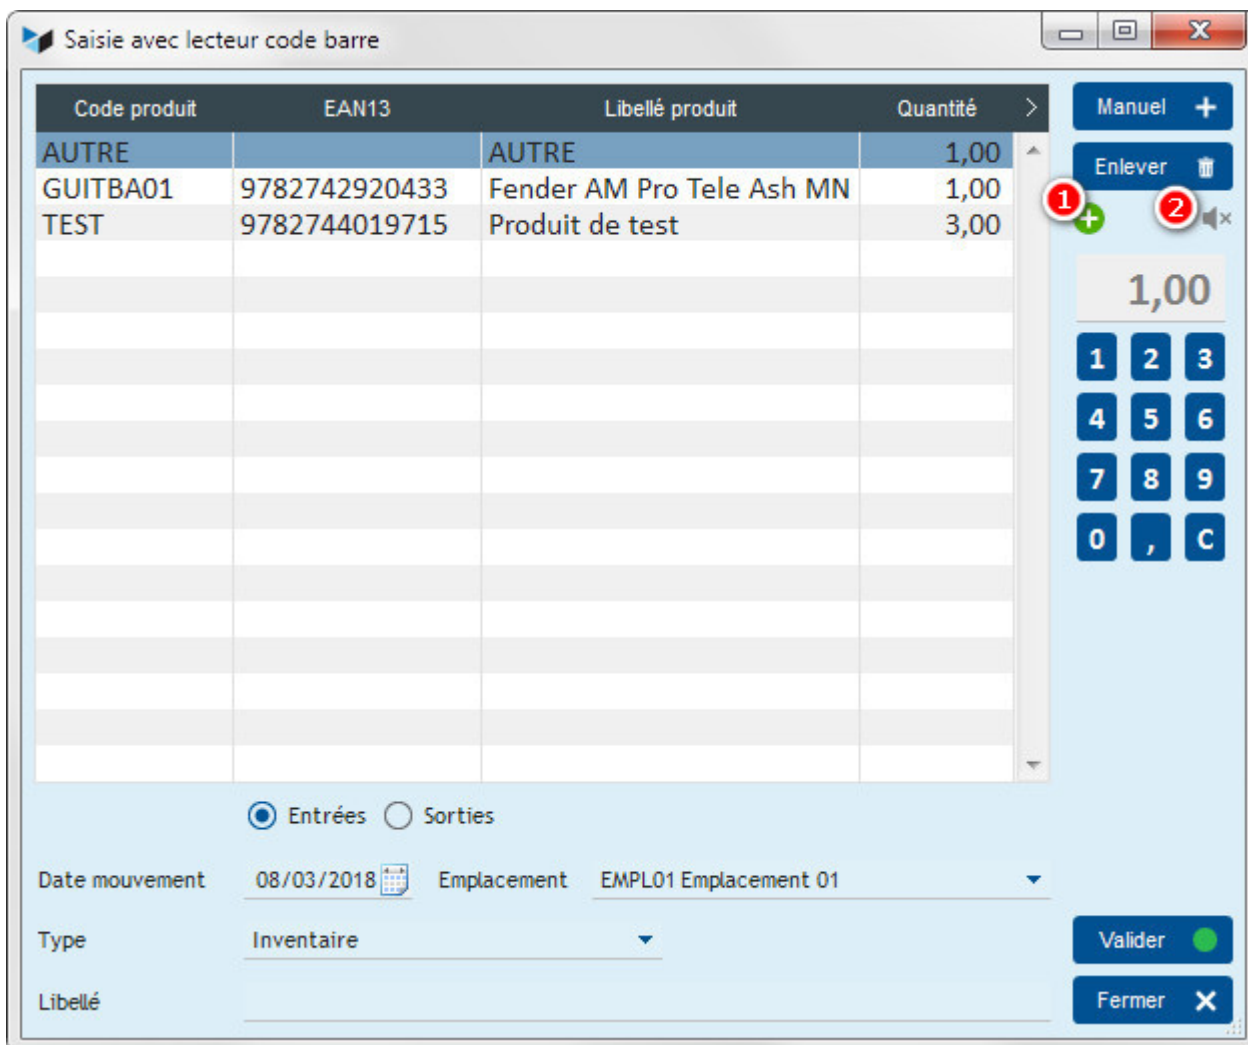 Saisie avec lecteur code barre
Code produit EAN13 Libellé produit Quantité
Manuel
AUTRE AUTRE 1,00
Enlever
GUITBA01 9782742920433 Fender AM Pro Tele Ash MN 1,00
1 2
TEST 9782744019715 Produit de test 3,00
1,00
1 2 3
4 5 6
7 8 9
0 , C
Entrées Sorties
Date mouvement 08/03/2018 Emplacement EMPL01 Emplacement 01
Type Inventaire
Valider
Libellé
Fermer